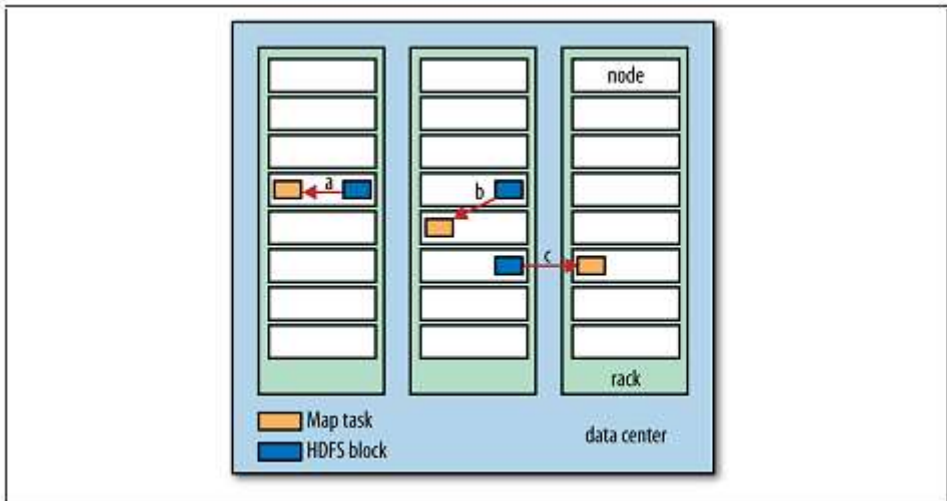 node
a
b
c
rack
Map task
HDFS block
data center